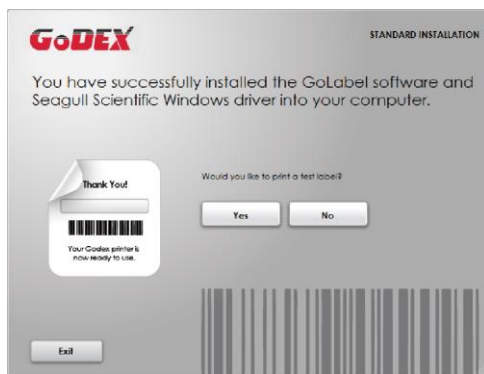 GoDEX
STANDARD INSTALLATION
You have successfully installed the GoLabel software and
Seagull Scientific Windows driver into your computer.
Thank You!
Your Godex printer is
now ready to use.
Would you like to print a test label?
Yes
No
Exit